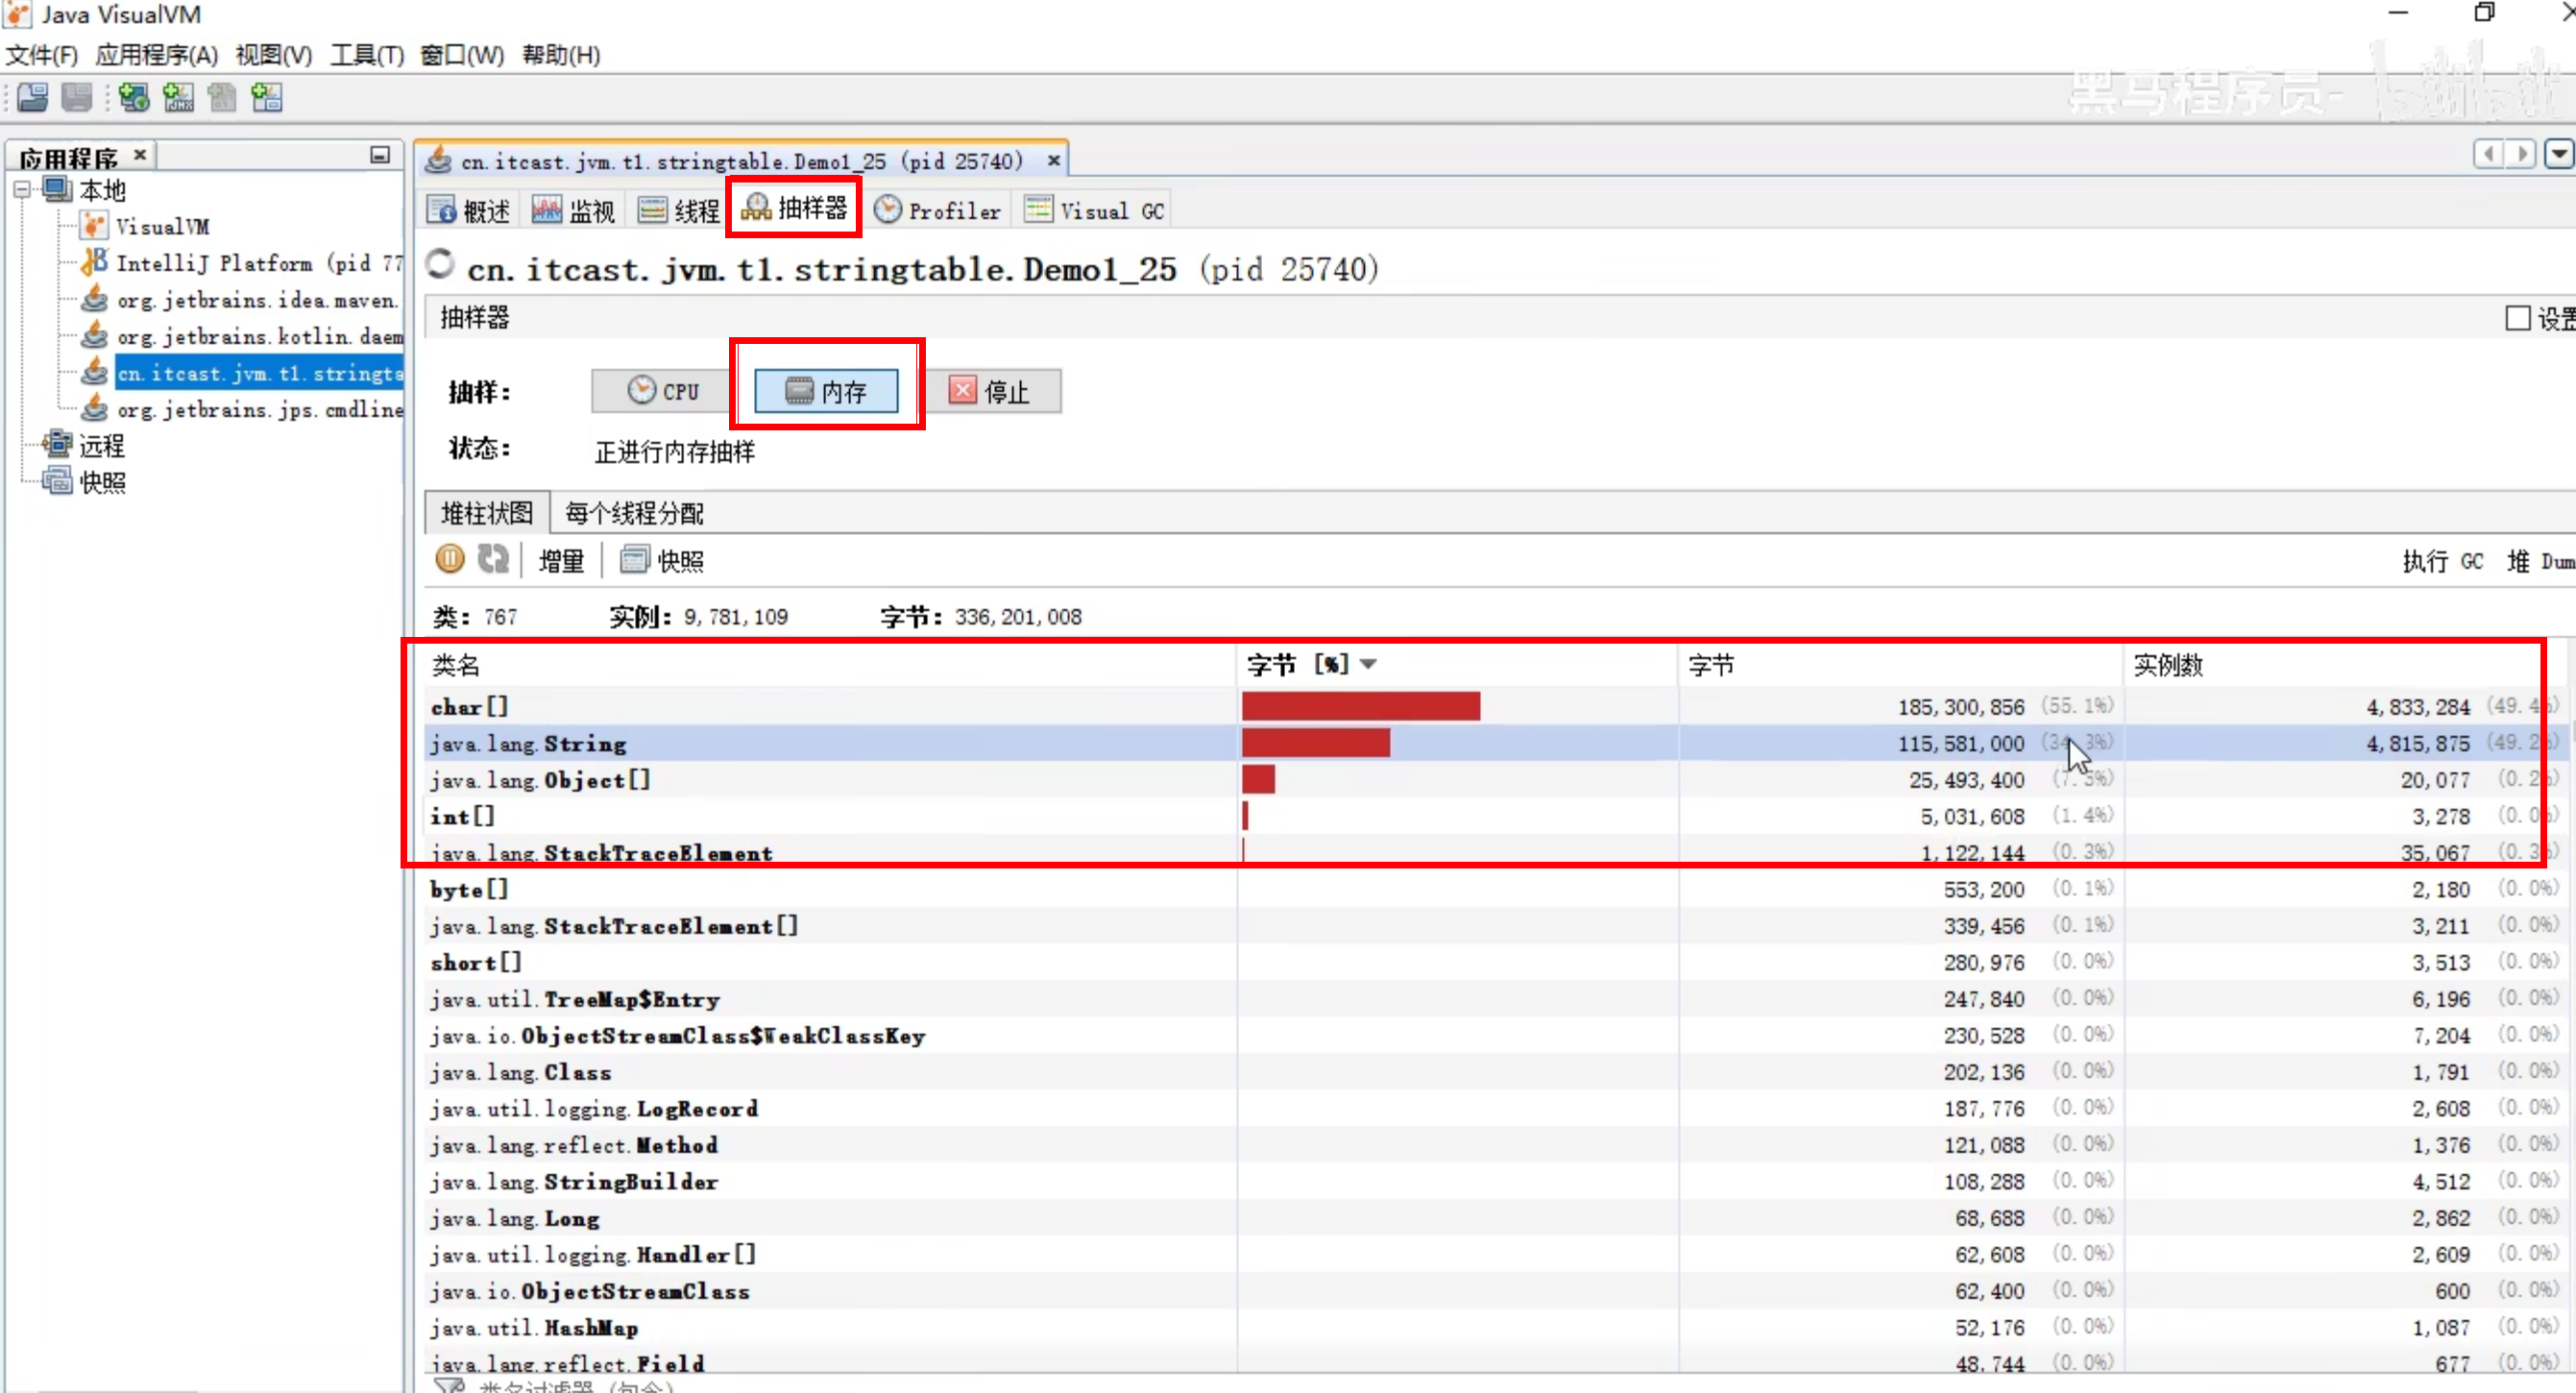 Java VisualVM
文件(F) 应用程序(A) 视图(V) 工具(T) 窗口(W) 帮助(H)
黑马程序员-
bilibili
应用程序
cn.itcast.jvm.t1.stringtable.Demo1_25 (pid 25740)
本地
VisualVM
IntelliJ Platform (pid 77
org.jetbrains.idea.maven.
org.jetbrains.kotlin.daem
cn.itcast.jvm.t1.stringta
org.jetbrains.jps.cmdline
远程
快照
概述 监视 线程 抽样器 Profiler Visual GC
cn.itcast.jvm.t1.stringtable.Demo1_25 (pid 25740)
抽样器 设置
抽样: CPU 内存 停止
状态: 正进行内存抽样
堆柱状图 每个线程分配
增量 快照 执行 GC 堆 Dum
类: 767 实例: 9,781,109 字节: 336,201,008
类名 字节 [%] 字节 实例数
char[] 185,300,856 (55.1%) 4,833,284 (49.4%)
java.lang.String 115,581,000 (34.3%) 4,815,875 (49.2%)
java.lang.Object[] 25,493,400 (7.5%) 20,077 (0.2%)
int[] 5,031,608 (1.4%) 3,278 (0.0%)
java.lang.StackTraceElement 1,122,144 (0.3%) 35,067 (0.3%)
byte[] 553,200 (0.1%) 2,180 (0.0%)
java.lang.StackTraceElement[] 339,456 (0.1%) 3,211 (0.0%)
short[] 280,976 (0.0%) 3,513 (0.0%)
java.util.TreeMap$Entry 247,840 (0.0%) 6,196 (0.0%)
java.io.ObjectStreamClass$WeakClassKey 230,528 (0.0%) 7,204 (0.0%)
java.lang.Class 202,136 (0.0%) 1,791 (0.0%)
java.util.logging.LogRecord 187,776 (0.0%) 2,608 (0.0%)
java.lang.reflect.Method 121,088 (0.0%) 1,376 (0.0%)
java.lang.StringBuilder 108,288 (0.0%) 4,512 (0.0%)
java.lang.Long 68,688 (0.0%) 2,862 (0.0%)
java.util.logging.Handler[] 62,608 (0.0%) 2,609 (0.0%)
java.io.ObjectStreamClass 62,400 (0.0%) 600 (0.0%)
java.util.HashMap 52,176 (0.0%) 1,087 (0.0%)
java.lang.reflect.Field 48,744 (0.0%) 677 (0.0%)
类名过滤器 (包含)